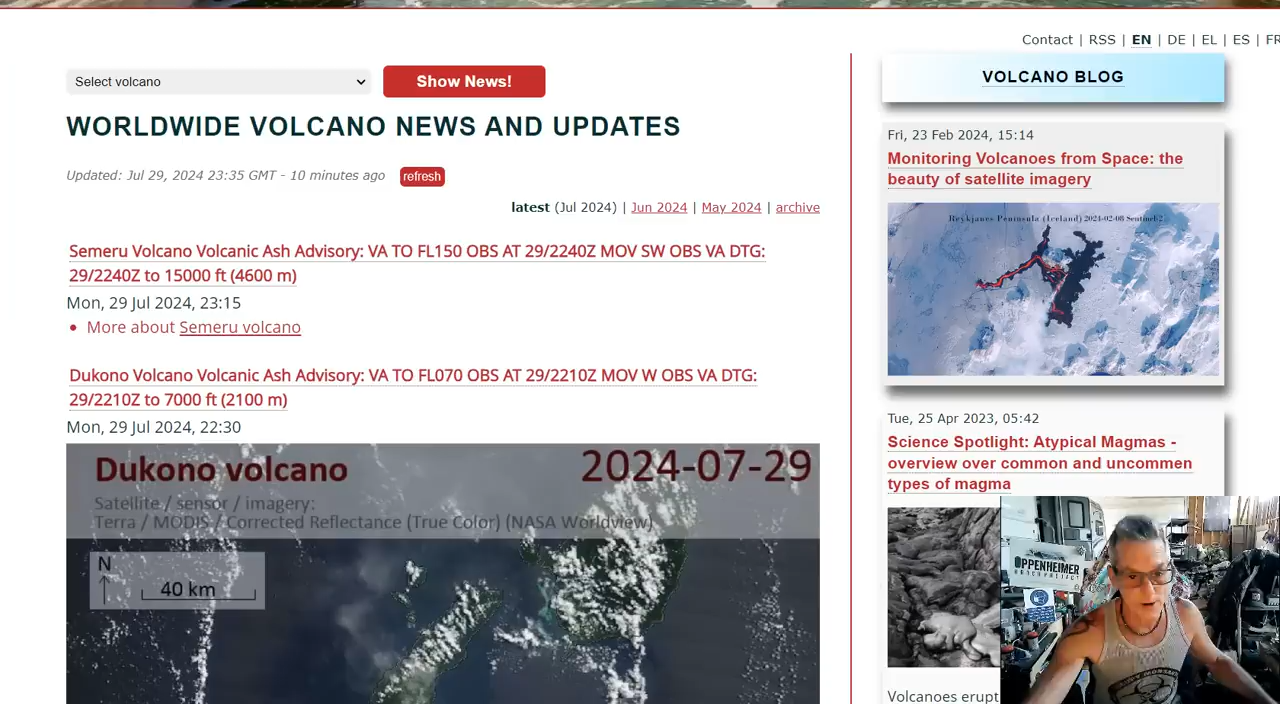 Contact | RSS | EN | DE | EL | ES | FR
Select volcano
Show News!
WORLDWIDE VOLCANO NEWS AND UPDATES
Updated: Jul 29, 2024 23:35 GMT - 10 minutes ago
refresh
latest (Jul 2024) | Jun 2024 | May 2024 | archive
Semeru Volcano Volcanic Ash Advisory: VA TO FL150 OBS AT 29/2240Z MOV SW OBS VA DTG:
29/2240Z to 15000 ft (4600 m)
Mon, 29 Jul 2024, 23:15
• More about Semeru volcano
Dukono Volcano Volcanic Ash Advisory: VA TO FL070 OBS AT 29/2210Z MOV W OBS VA DTG:
29/2210Z to 7000 ft (2100 m)
Mon, 29 Jul 2024, 22:30
Dukono volcano
2024-07-29
Satellite / sensor / imagery:
Terra / MODIS / Corrected Reflectance (True Color) (NASA Worldview)
N
40 km
VOLCANO BLOG
Fri, 23 Feb 2024, 15:14
Monitoring Volcanoes from Space: the
beauty of satellite imagery
Reykjanes Peninsula (Iceland) 2024-02-08 Sentinel-2
Tue, 25 Apr 2023, 05:42
Science Spotlight: Atypical Magmas -
overview over common and uncommen
types of magma
Volcanoes erupt
OPPENHEIMER